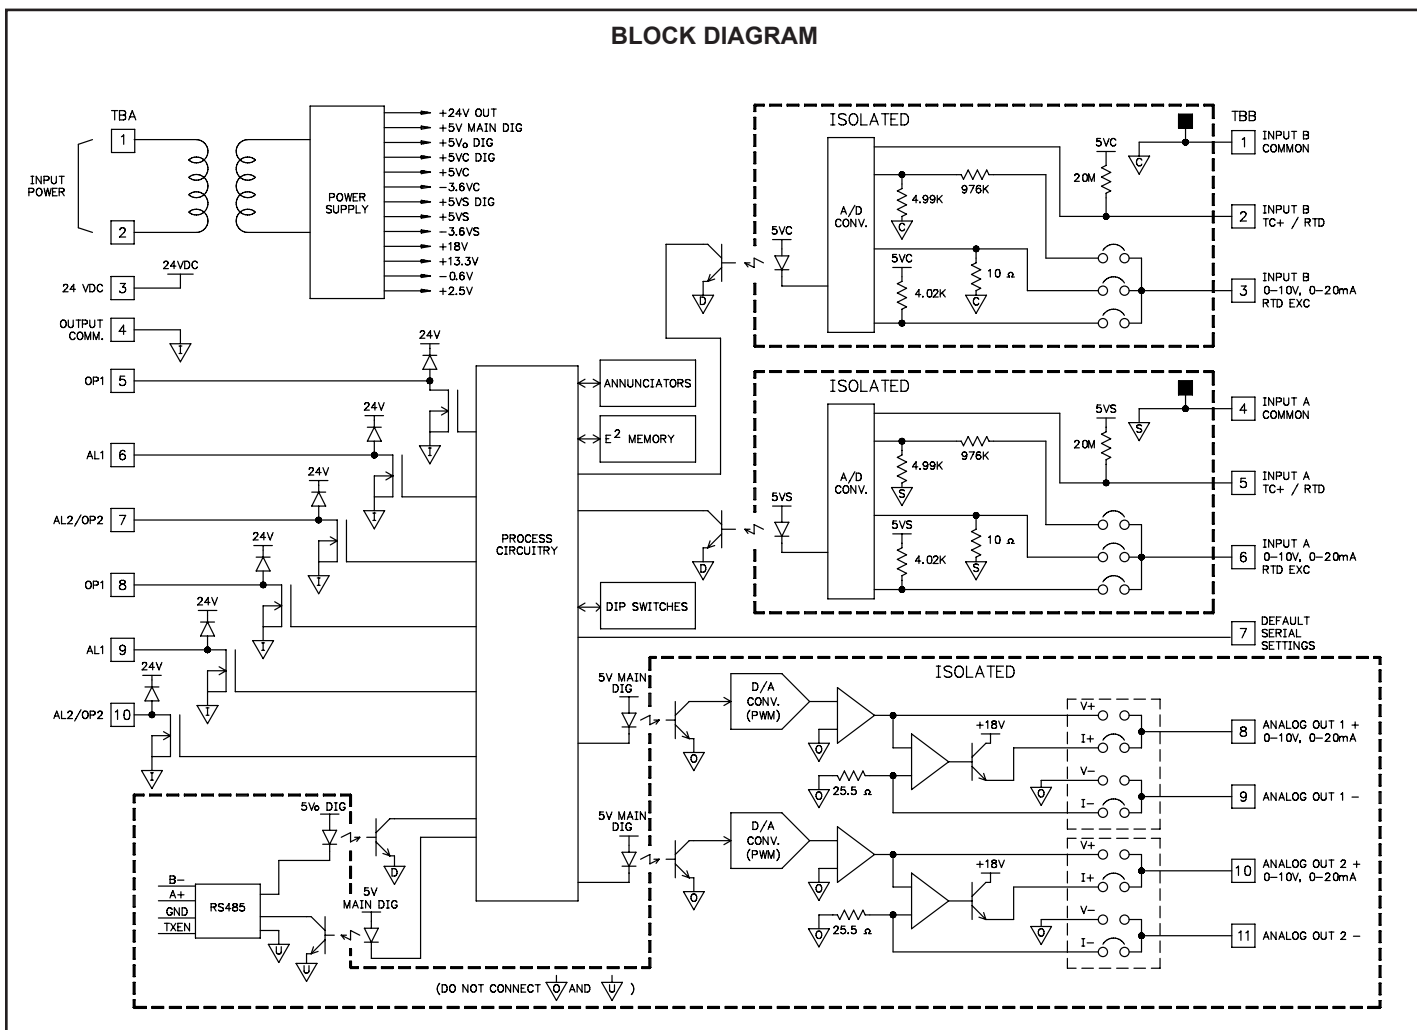 BLOCK DIAGRAM
TBA
1
INPUT
POWER
2
24VDC
24 VDC
3
OUTPUT
COMM.
4
I
POWER
SUPPLY
+24V OUT
+5V MAIN DIG
+5Vo DIG
+5VC DIG
+5VC
-3.6VC
+5VS DIG
+5VS
-3.6VS
+18V
+13.3V
-0.6V
+2.5V
24V
OP1
5
I
24V
AL1
6
I
24V
AL2/OP2
7
I
24V
OP1
8
I
24V
AL1
9
I
24V
AL2/OP2
10
I
PROCESS
CIRCUITRY
ANNUNCIATORS
E2 MEMORY
DIP SWITCHES
D
D
ISOLATED
5VC
A/D
CONV.
4.99K
C
976K
5VC
20M
C
5VC
4.02K
10 Ω
C
TBB
1
INPUT B
COMMON
2
INPUT B
TC+ / RTD
3
INPUT B
0-10V, 0-20mA
RTD EXC
ISOLATED
5VS
A/D
CONV.
4.99K
S
976K
5VS
20M
S
5VS
4.02K
10 Ω
S
4
INPUT A
COMMON
5
INPUT A
TC+ / RTD
6
INPUT A
0-10V, 0-20mA
RTD EXC
7
DEFAULT
SERIAL
SETTINGS
ISOLATED
5V MAIN
DIG
O
D/A
CONV.
(PWM)
O
+18V
O
25.5 Ω
V+
I+
V-
O
I-
8
ANALOG OUT 1 +
0-10V, 0-20mA
9
ANALOG OUT 1 -
5V MAIN
DIG
O
D/A
CONV.
(PWM)
O
+18V
O
25.5 Ω
V+
I+
V-
O
I-
10
ANALOG OUT 2 +
0-10V, 0-20mA
11
ANALOG OUT 2 -
5Vo DIG
D
B-
A+
GND
TXEN
RS485
U
U
5V
MAIN DIG
(DO NOT CONNECT O AND U )